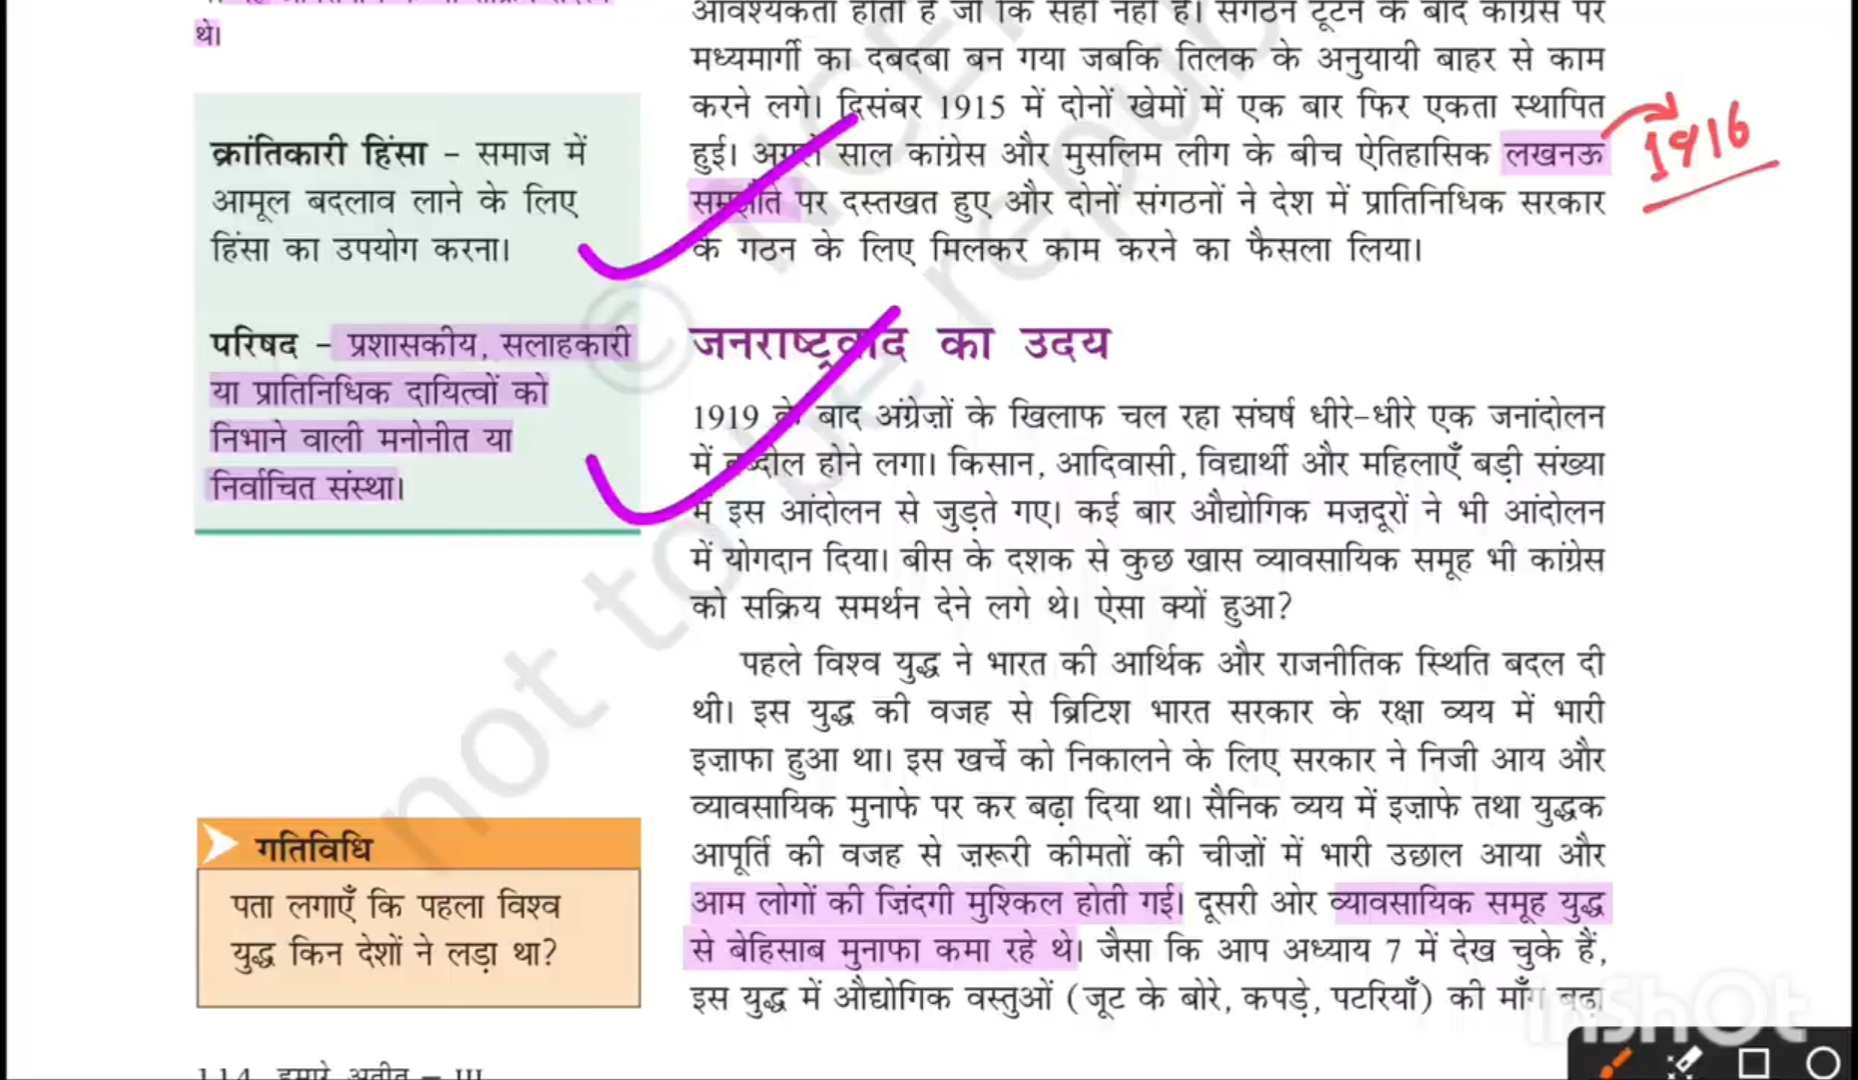 थे।
क्रांतिकारी हिंसा – समाज में
आमूल बदलाव लाने के लिए
हिंसा का उपयोग करना।
परिषद – प्रशासकीय, सलाहकारी
या प्रातिनिधिक दायित्वों को
निभाने वाली मनोनीत या
निर्वाचित संस्था।
गतिविधि
पता लगाएँ कि पहला विश्व
युद्ध किन देशों ने लड़ा था?
आवश्यकता होती है जो कि सही नहीं है। संगठन टूटने के बाद कांग्रेस पर
मध्यमार्गी का दबदबा बन गया जबकि तिलक के अनुयायी बाहर से काम
करने लगे। दिसंबर 1915 में दोनों खेमों में एक बार फिर एकता स्थापित
हुई। अगले साल कांग्रेस और मुसलिम लीग के बीच ऐतिहासिक लखनऊ
समझौते पर दस्तखत हुए और दोनों संगठनों ने देश में प्रातिनिधिक सरकार
के गठन के लिए मिलकर काम करने का फैसला लिया।
1916
जनराष्ट्रवाद का उदय
1919 के बाद अंग्रेज़ों के खिलाफ चल रहा संघर्ष धीरे-धीरे एक जनांदोलन
में तब्दील होने लगा। किसान, आदिवासी, विद्यार्थी और महिलाएँ बड़ी संख्या
में इस आंदोलन से जुड़ते गए। कई बार औद्योगिक मज़दूरों ने भी आंदोलन
में योगदान दिया। बीस के दशक से कुछ खास व्यावसायिक समूह भी कांग्रेस
को सक्रिय समर्थन देने लगे थे। ऐसा क्यों हुआ?
पहले विश्व युद्ध ने भारत की आर्थिक और राजनीतिक स्थिति बदल दी
थी। इस युद्ध की वजह से ब्रिटिश भारत सरकार के रक्षा व्यय में भारी
इज़ाफा हुआ था। इस खर्चे को निकालने के लिए सरकार ने निजी आय और
व्यावसायिक मुनाफे पर कर बढ़ा दिया था। सैनिक व्यय में इज़ाफे तथा युद्धक
आपूर्ति की वजह से ज़रूरी कीमतों की चीज़ों में भारी उछाल आया और
आम लोगों की ज़िंदगी मुश्किल होती गई। दूसरी ओर व्यावसायिक समूह युद्ध
से बेहिसाब मुनाफा कमा रहे थे। जैसा कि आप अध्याय 7 में देख चुके हैं,
इस युद्ध में औद्योगिक वस्तुओं (जूट के बोरे, कपड़े, पटरियाँ) की माँग बढ़ी
114 हमारे अतीत – III
© NCERT
not to be republ
InShOt